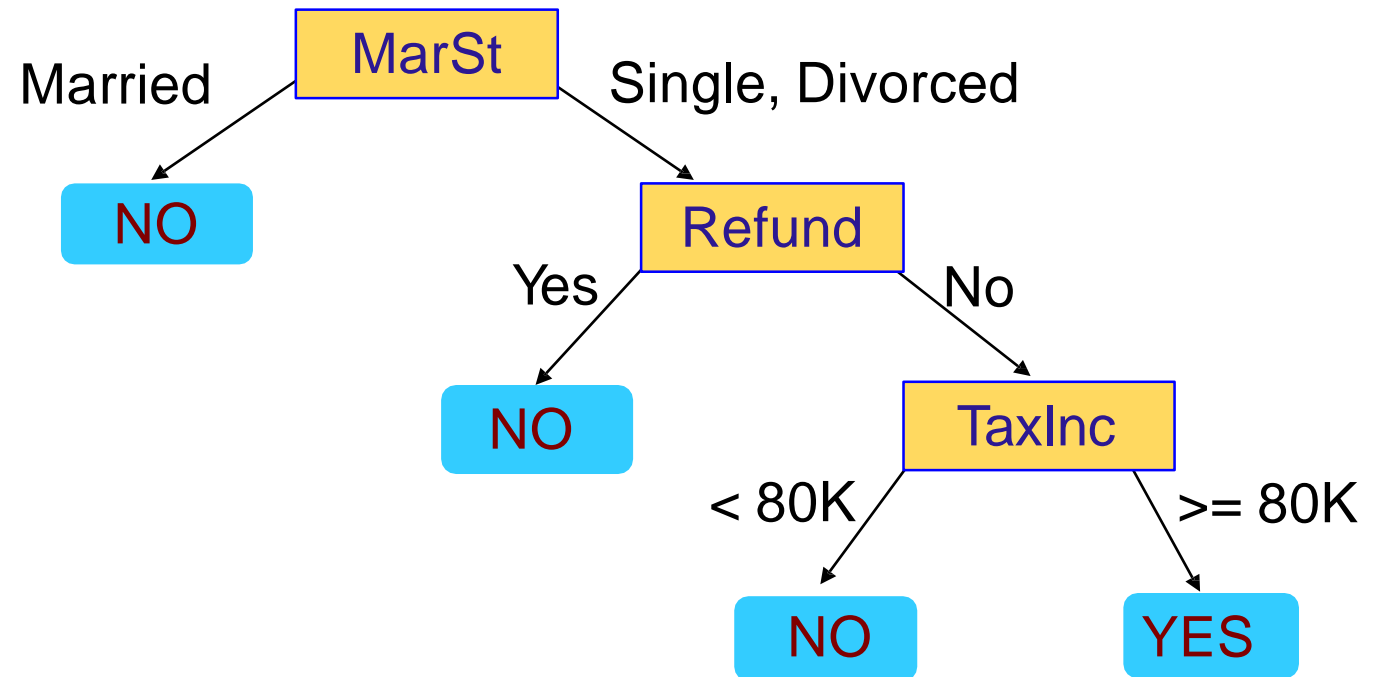 MarSt
Married
Single, Divorced
NO
Refund
Yes
No
NO
TaxInc
< 80K
>= 80K
NO
YES